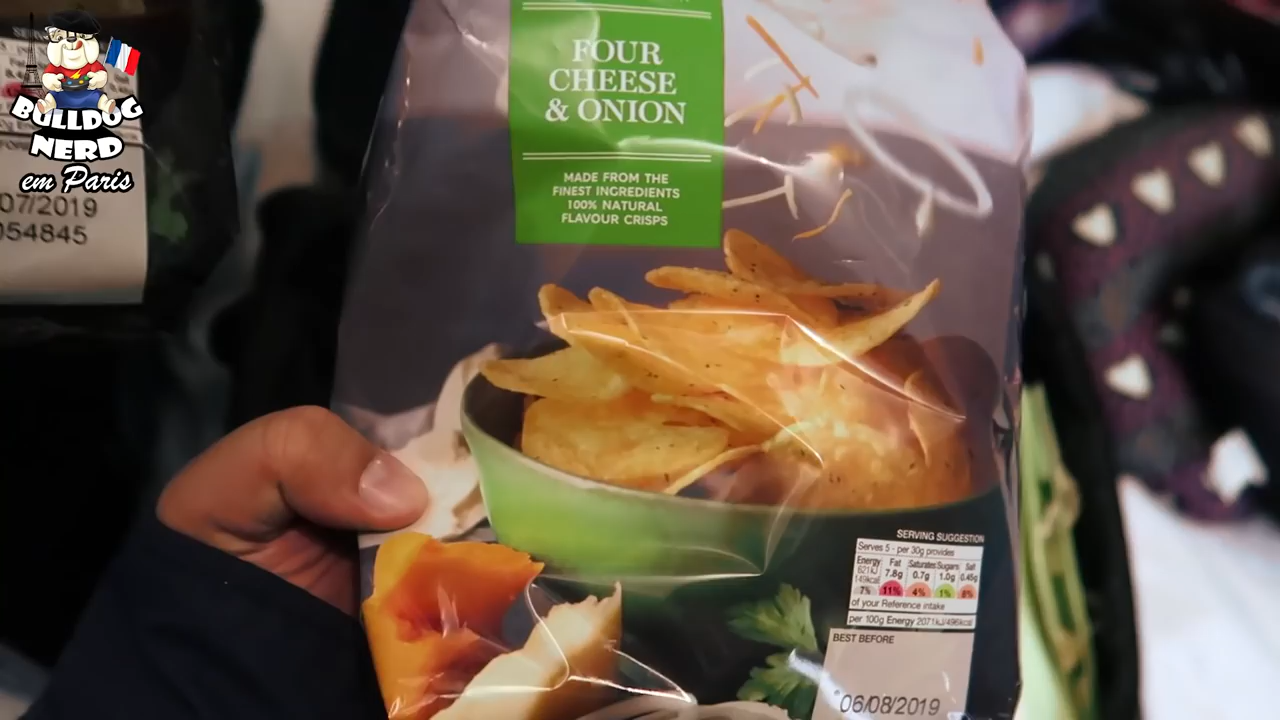 BULLDOG
NERD
em Paris
07/2019
054845
FOUR
CHEESE
& ONION
MADE FROM THE
FINEST INGREDIENTS
100% NATURAL
FLAVOUR CRISPS
SERVING SUGGESTION
Serves 5 - per 30g provides
Energy Fat Saturates Sugars Salt
621kJ 7.8g 0.7g 1.0g 0.45g
149kcal
7% 11% 4% 1% 8%
of your Reference intake
per 100g Energy 2071kJ/496kcal
BEST BEFORE
06/08/2019